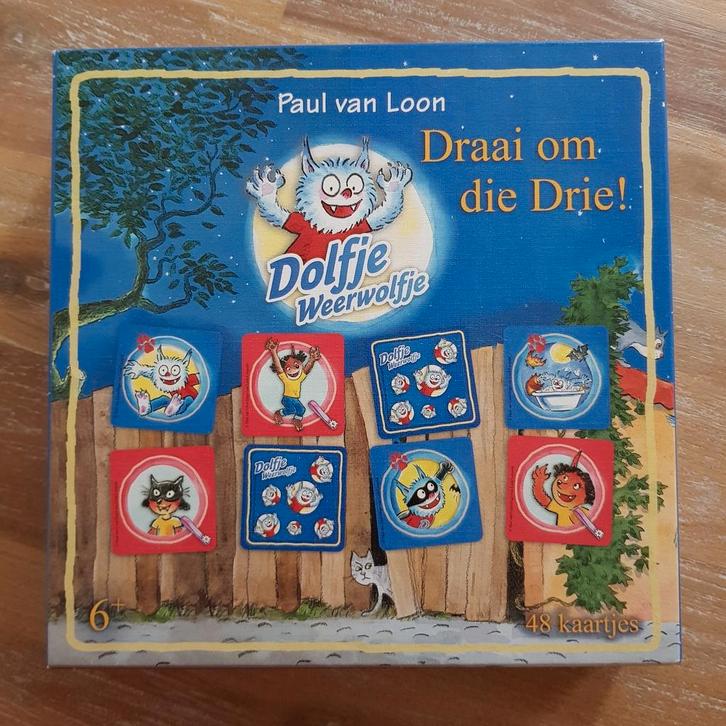 Paul van Loon
Draai om
die Drie!
Dolfje
Weerwolfje
Dolfje
Weerwolfje
Dolfje
Weerwolfje
6+
48 kaartjes